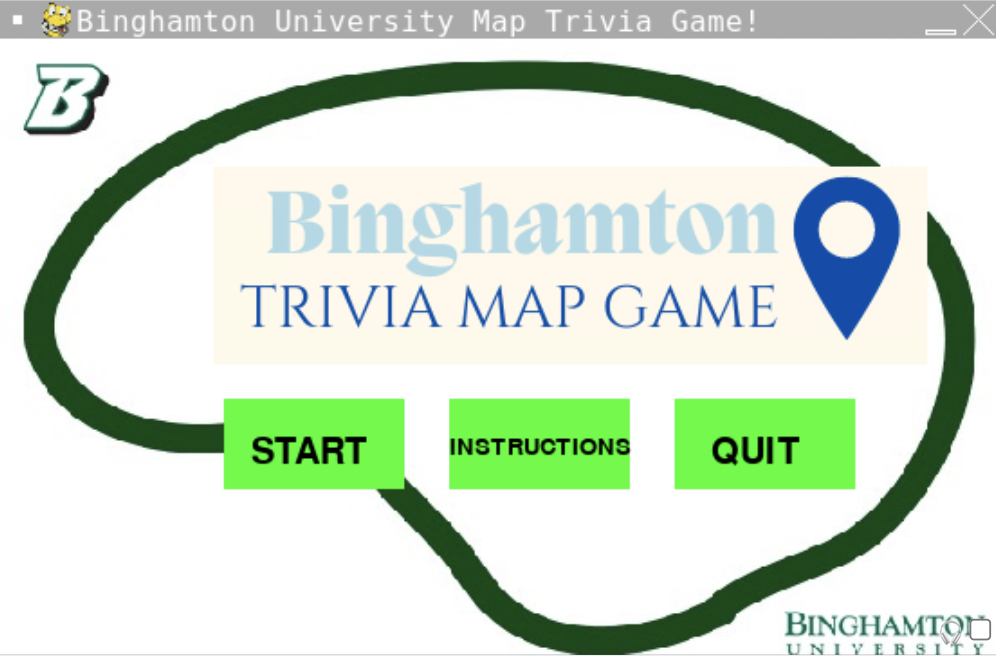 Binghamton University Map Trivia Game!
B
Binghamton
TRIVIA MAP GAME
START
INSTRUCTIONS
QUIT
BINGHAMTON
UNIVERSITY